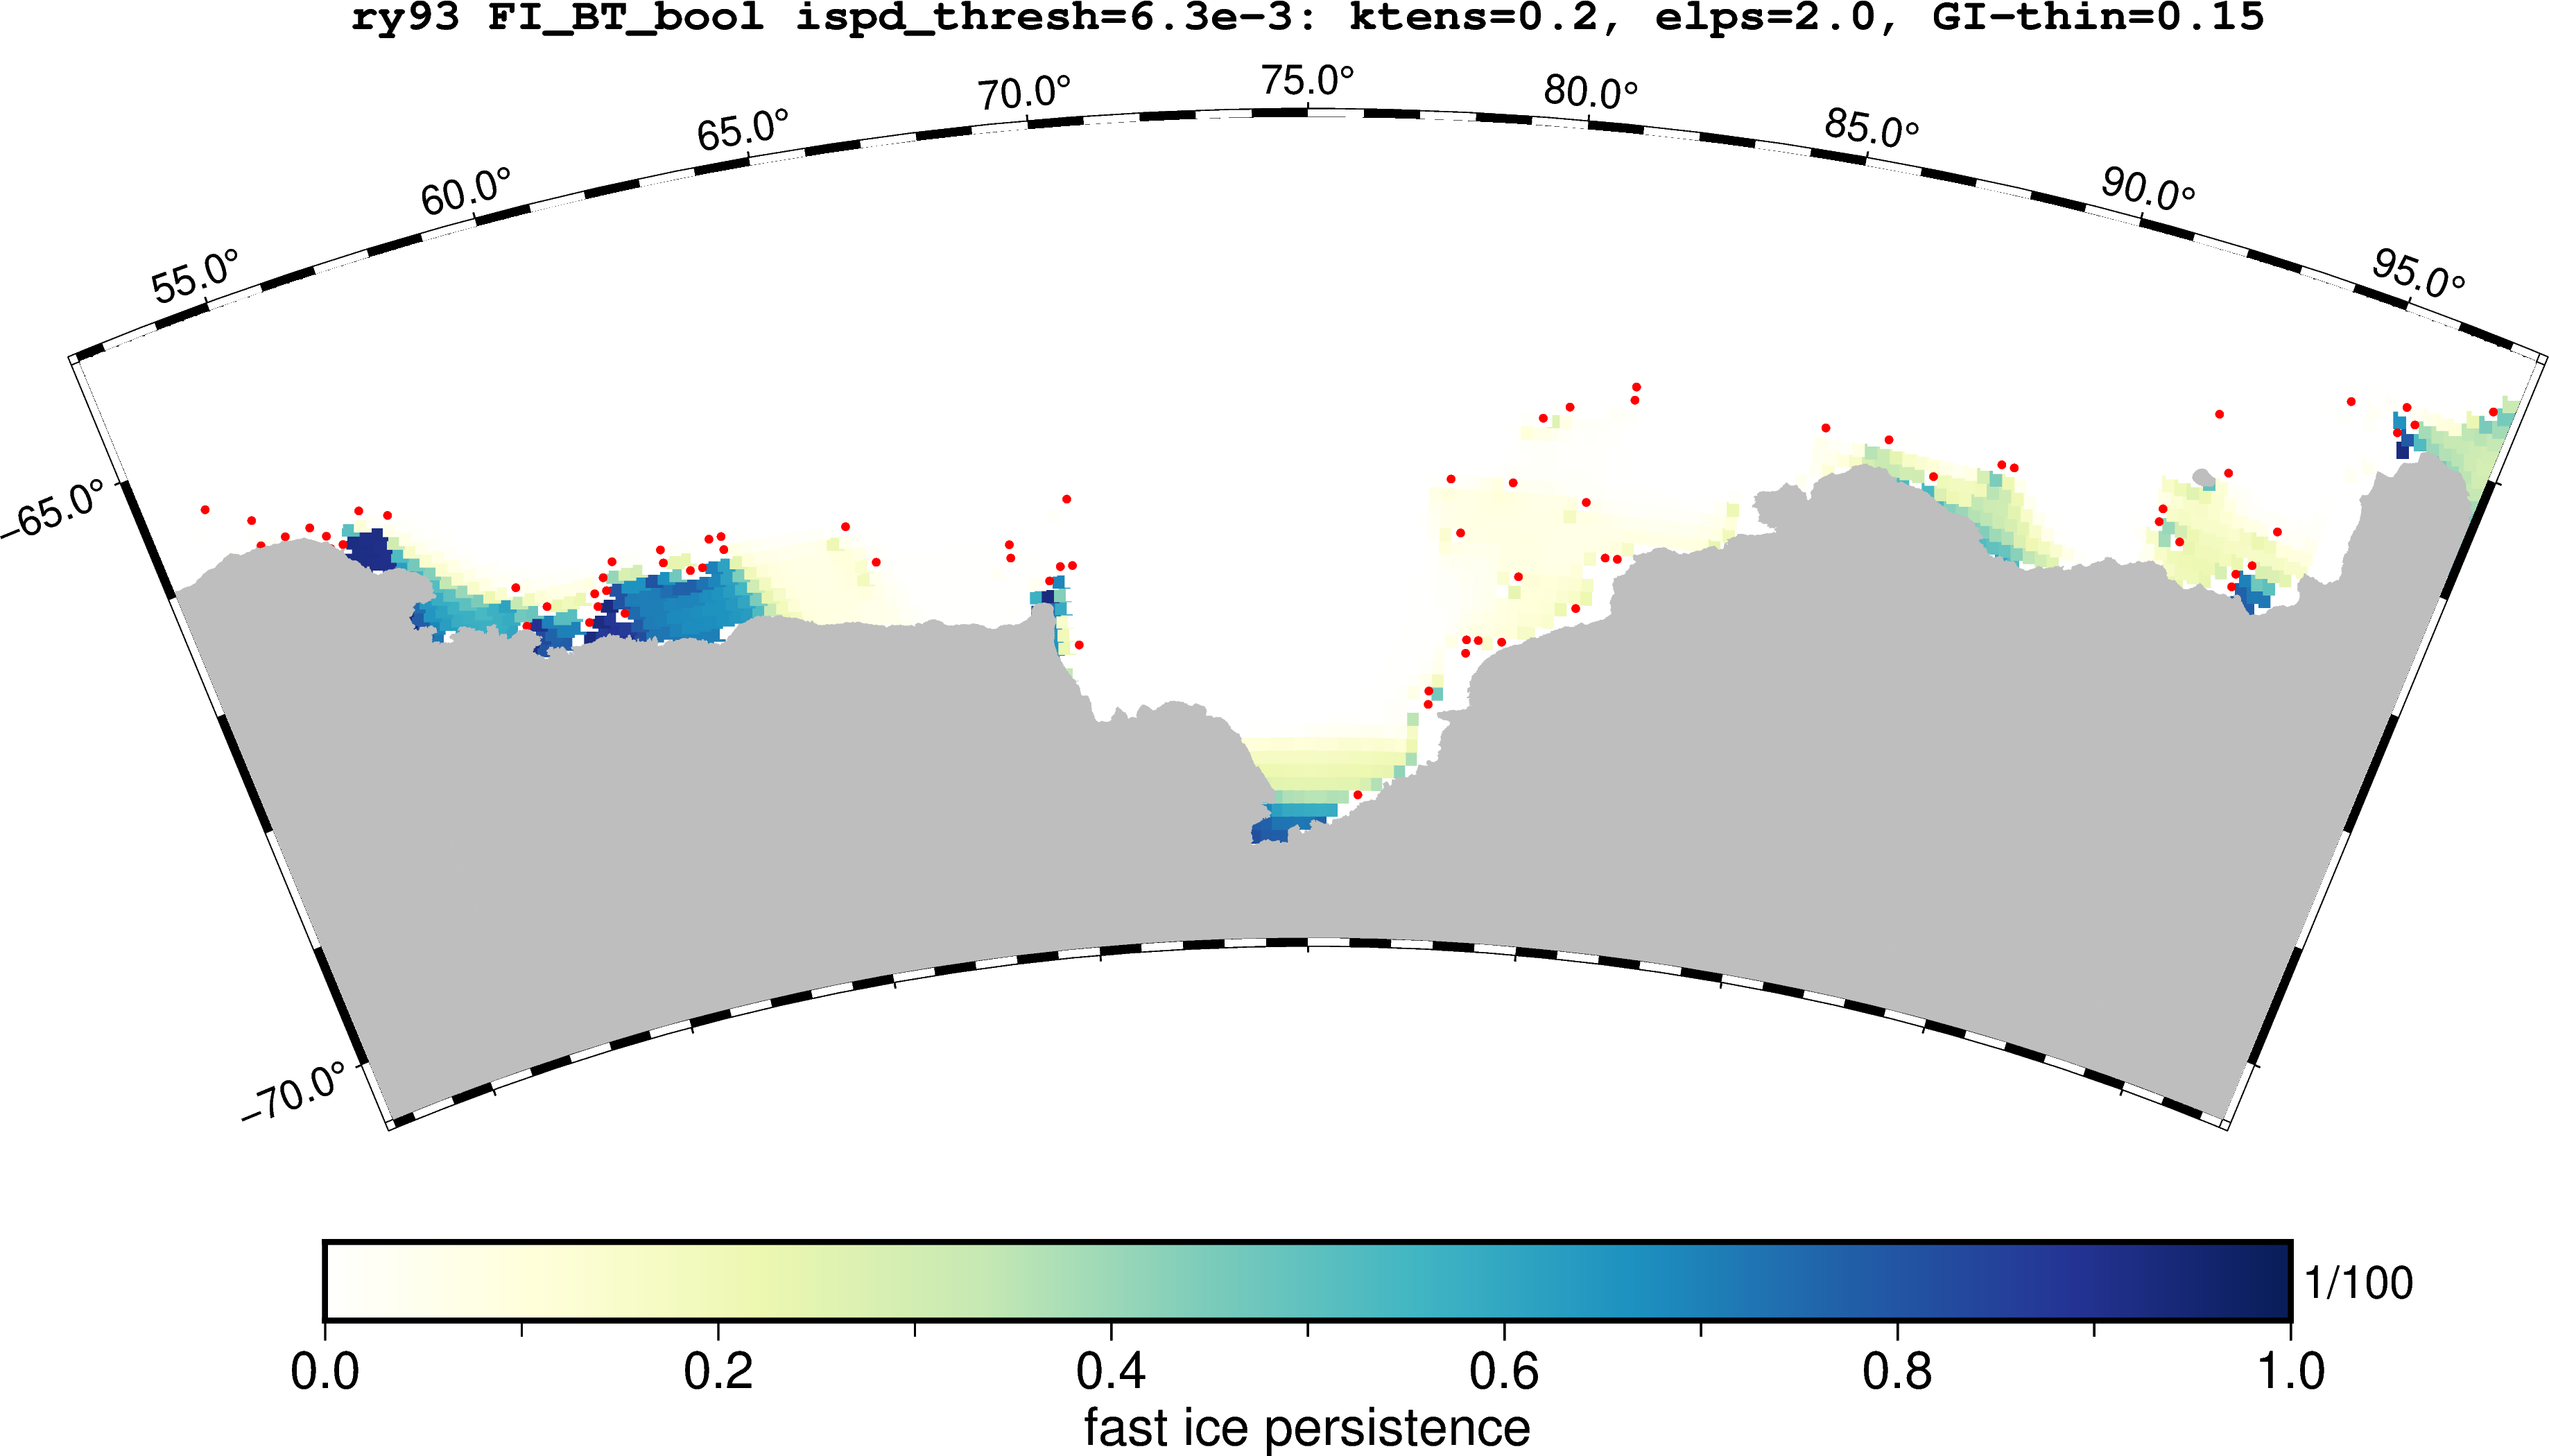 ry93 FI_BT_bool ispd_thresh=6.3e−3: ktens=0.2, elps=2.0, GI−thin=0.15
55.0° 60.0° 65.0° 70.0° 75.0° 80.0° 85.0° 90.0° 95.0°
−65.0°
−70.0°
1/100
0.0 0.2 0.4 0.6 0.8 1.0
fast ice persistence